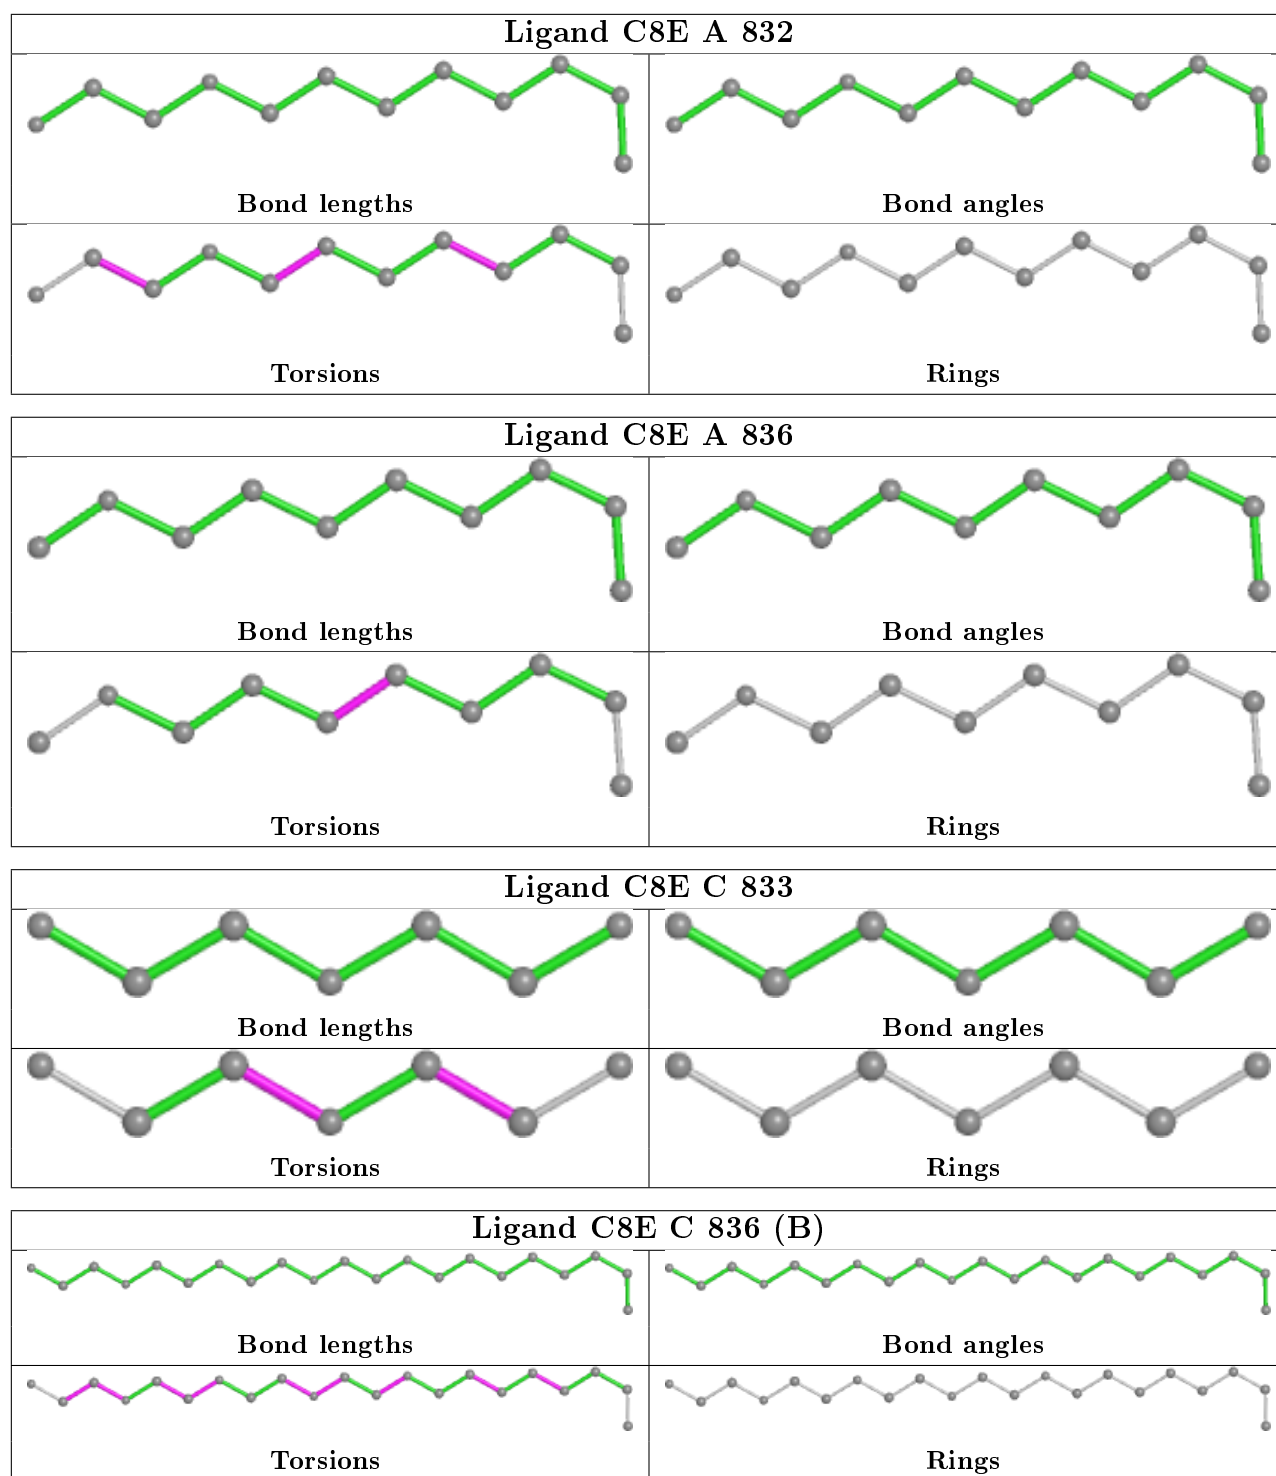 Ligand C8E A 832
Bond lengths
Bond angles
Torsions
Rings
Ligand C8E A 836
Bond lengths
Bond angles
Torsions
Rings
Ligand C8E C 833
Bond lengths
Bond angles
Torsions
Rings
Ligand C8E C 836 (B)
Bond lengths
Bond angles
Torsions
Rings